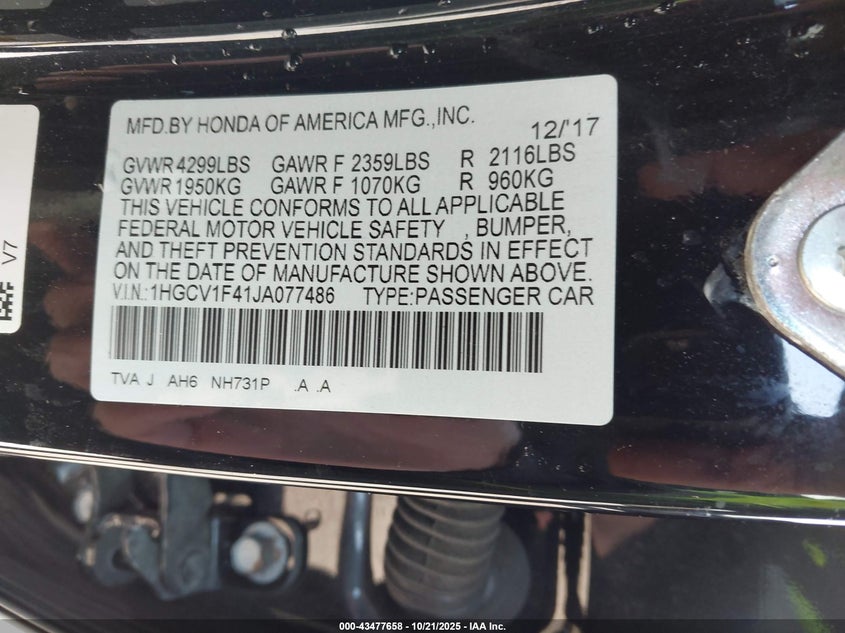 MFD.BY HONDA OF AMERICA MFG.,INC. 12/'17
GVWR 4299LBS GAWR F 2359LBS R 2116LBS
GVWR 1950KG GAWR F 1070KG R 960KG
THIS VEHICLE CONFORMS TO ALL APPLICABLE
FEDERAL MOTOR VEHICLE SAFETY , BUMPER,
AND THEFT PREVENTION STANDARDS IN EFFECT
ON THE DATE OF MANUFACTURE SHOWN ABOVE.
V.I.N.:1HGCV1F41JA077486 TYPE:PASSENGER CAR
TVA J AH6 NH731P .A .A
V7
000-43477658 - 10/21/2025 - IAA Inc.